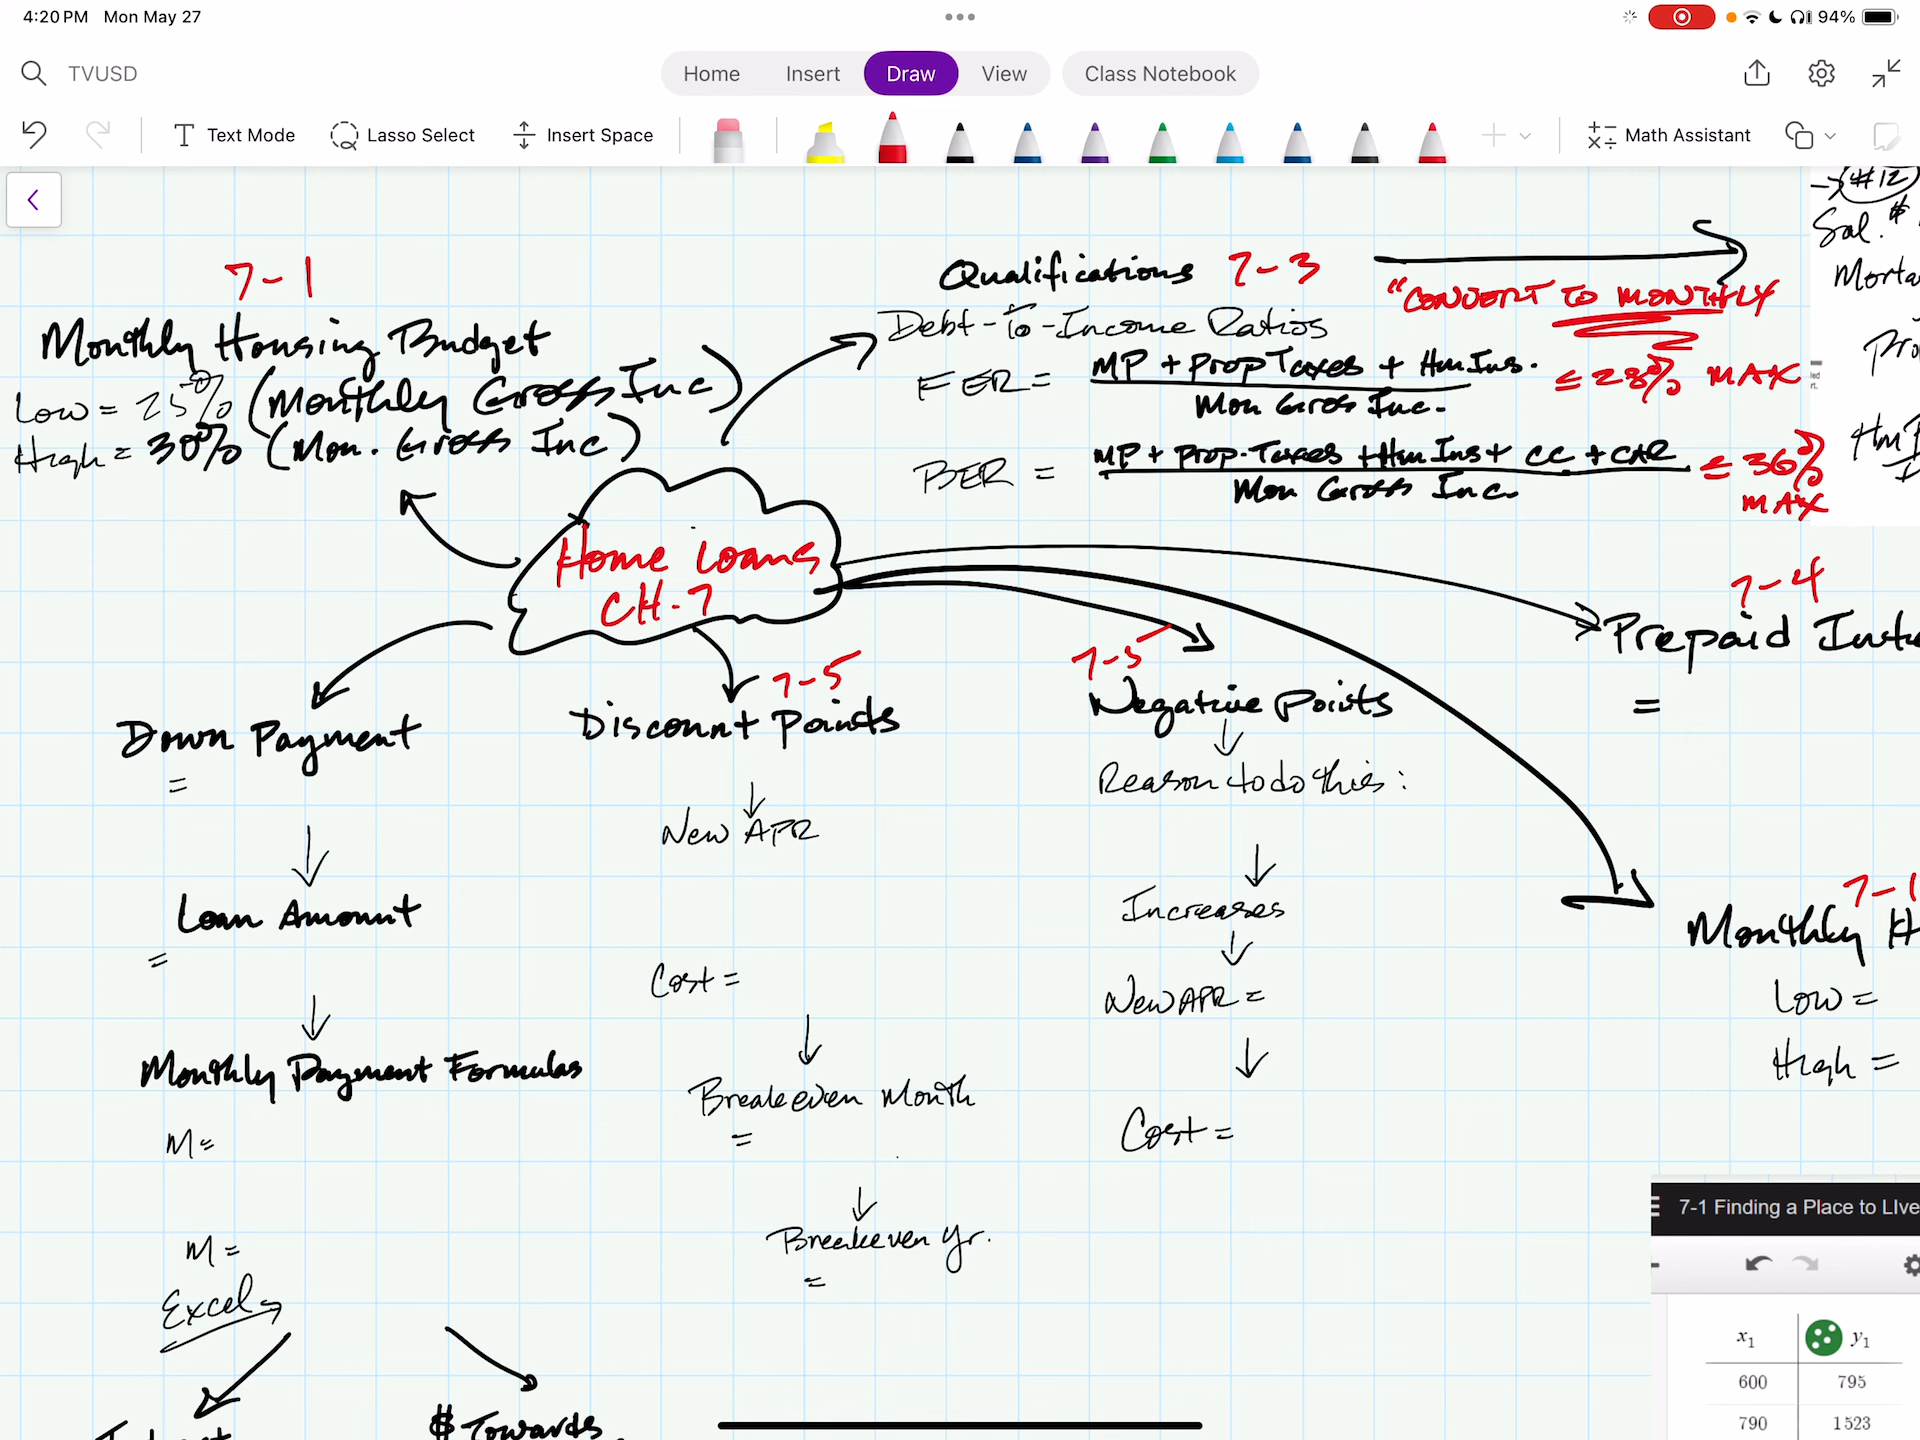 4:20 PM Mon May 27
94%
TVUSD
Home Insert Draw View Class Notebook
Text Mode Lasso Select Insert Space Math Assistant
→ (#12)
Sal. $
7-1
Monthly Housing Budget
Low = 25% (Monthly Gross Inc)
High = 30% (Mon. Gross Inc)
Qualifications 7-3
"CONVERT TO MONTHLY
Debt-To-Income Ratios
FER = MP + Prop Taxes + Hm Ins. ≤ 28% MAX
Mon Gross Inc.
BER = MP + Prop. Taxes + Hm Ins + CC + CAR ≤ 36%
Mon Gross Inc. MAX
Home Loans
CH-7
7-4
Prepaid
=
Down Payment
=
Loan Amount
=
Monthly Payment Formulas
M=
M=
Excel
$ Towards
7-5
Discount Points
New APR
Cost =
Breakeven Month
=
Breakeven Yr.
=
7-5
Negative Points
Reason to do this:
Increases
New APR =
Cost =
7-1
Monthly H
Low =
High =
7-1 Finding a Place to LIve
x₁ y₁
600 795
790 1523